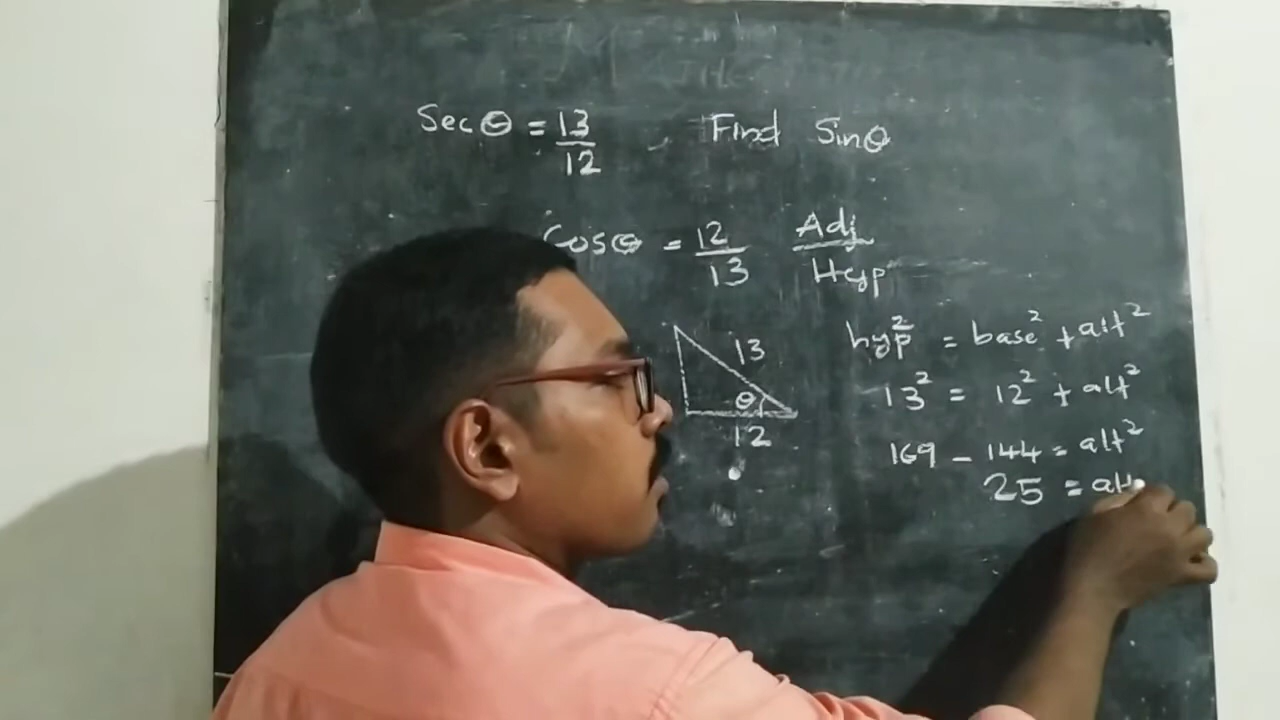 Secθ = 13/12 , Find Sinθ
Cosθ = 12/13 Adj/Hyp
13
θ
12
hyp² = base² + alt²
13² = 12² + alt²
169 - 144 = alt²
25 = alt